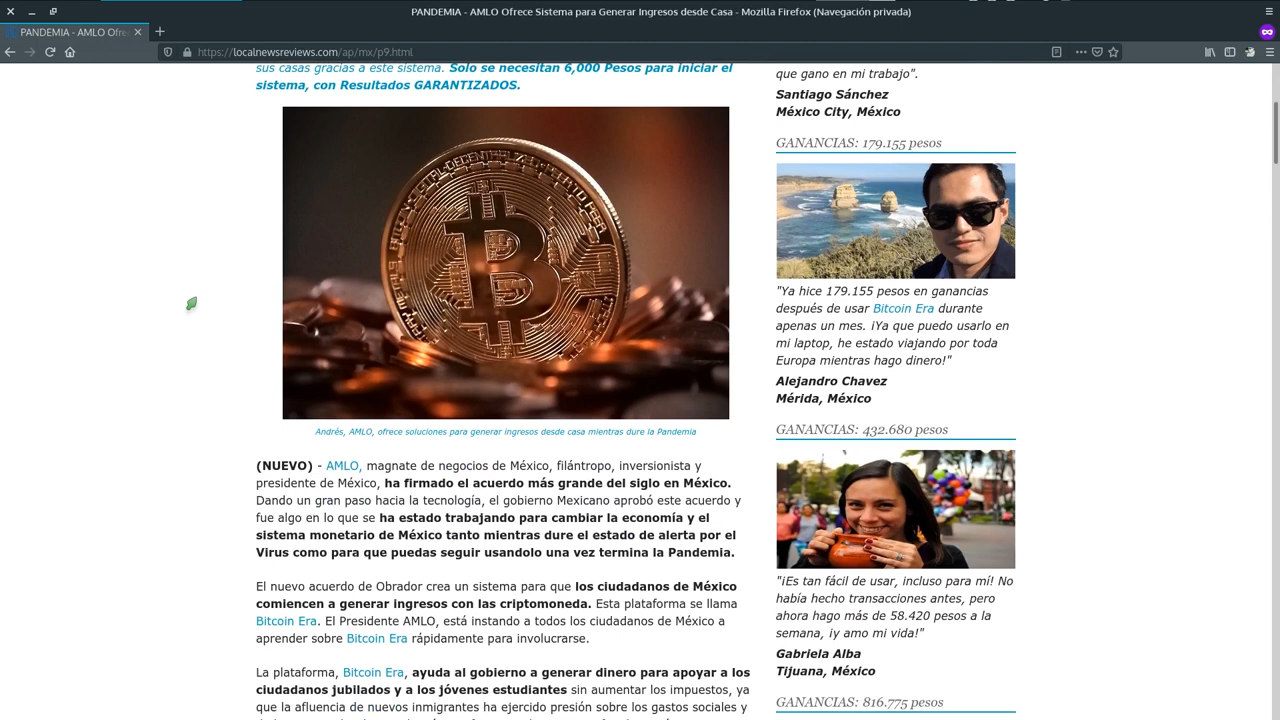 PANDEMIA - AMLO Ofrece Sistema para Generar Ingresos desde Casa - Mozilla Firefox (Navegación privada)
PANDEMIA - AMLO Ofre
https://localnewsreviews.com/ap/mx/p9.html
sus casas gracias a este sistema. Solo se necesitan 6,000 Pesos para iniciar el
sistema, con Resultados GARANTIZADOS.
Andrés, AMLO, ofrece soluciones para generar ingresos desde casa mientras dure la Pandemia
(NUEVO) - AMLO, magnate de negocios de México, filántropo, inversionista y
presidente de México, ha firmado el acuerdo más grande del siglo en México.
Dando un gran paso hacia la tecnología, el gobierno Mexicano aprobó este acuerdo y
fue algo en lo que se ha estado trabajando para cambiar la economía y el
sistema monetario de México tanto mientras dure el estado de alerta por el
Virus como para que puedas seguir usandolo una vez termina la Pandemia.
El nuevo acuerdo de Obrador crea un sistema para que los ciudadanos de México
comiencen a generar ingresos con las criptomoneda. Esta plataforma se llama
Bitcoin Era. El Presidente AMLO, está instando a todos los ciudadanos de México a
aprender sobre Bitcoin Era rápidamente para involucrarse.
La plataforma, Bitcoin Era, ayuda al gobierno a generar dinero para apoyar a los
ciudadanos jubilados y a los jóvenes estudiantes sin aumentar los impuestos, ya
que la afluencia de nuevos inmigrantes ha ejercido presión sobre los gastos sociales y
que gano en mi trabajo".
Santiago Sánchez
México City, México
GANANCIAS: 179.155 pesos
"Ya hice 179.155 pesos en ganancias
después de usar Bitcoin Era durante
apenas un mes. ¡Ya que puedo usarlo en
mi laptop, he estado viajando por toda
Europa mientras hago dinero!"
Alejandro Chavez
Mérida, México
GANANCIAS: 432.680 pesos
"¡Es tan fácil de usar, incluso para mí! No
había hecho transacciones antes, pero
ahora hago más de 58.420 pesos a la
semana, ¡y amo mi vida!"
Gabriela Alba
Tijuana, México
GANANCIAS: 816.775 pesos